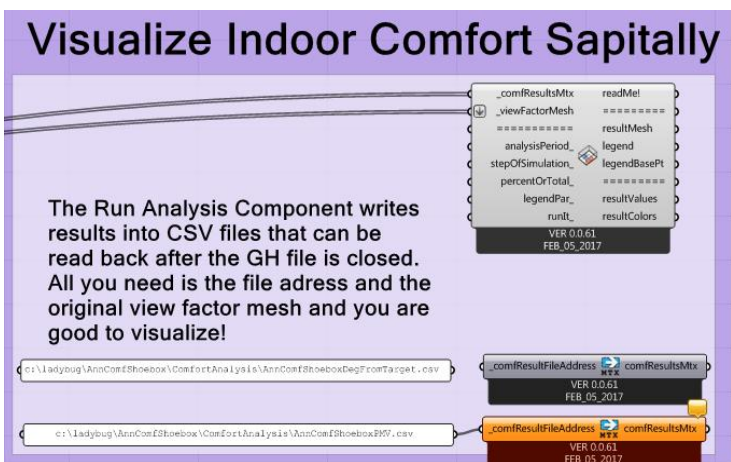 Visualize Indoor Comfort Sapitally
_comfResultsMtx readMe!
_viewFactorMesh =========
=========== resultMesh
analysisPeriod_ legend
stepOfSimulation_ legendBasePt
percentOrTotal_ =========
legendPar_ resultValues
runIt_ resultColors
VER 0.0.61
FEB_05_2017
The Run Analysis Component writes
results into CSV files that can be
read back after the GH file is closed.
All you need is the file adress and the
original view factor mesh and you are
good to visualize!
c:\ladybug\AnnComfShoebox\ComfortAnalysis\AnnComfShoeboxDegFromTarget.csv
_comfResultFileAddress MTX comfResultsMtx
VER 0.0.61
FEB_05_2017
c:\ladybug\AnnComfShoebox\ComfortAnalysis\AnnComfShoeboxPMV.csv
_comfResultFileAddress MTX comfResultsMtx
VER 0.0.61
FEB_05_2017